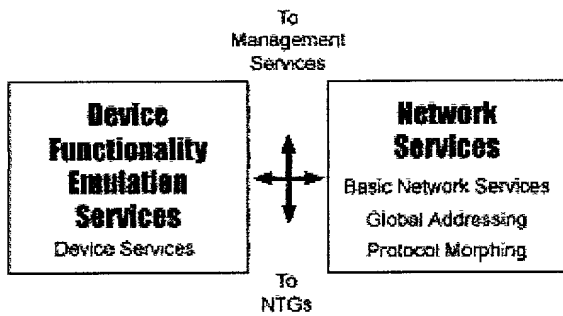 To
Management
Services
Device
Functionality
Emulation
Services
Device Services
Network
Services
Basic Network Services
Global Addressing
Protocol Morphing
To
NTGs